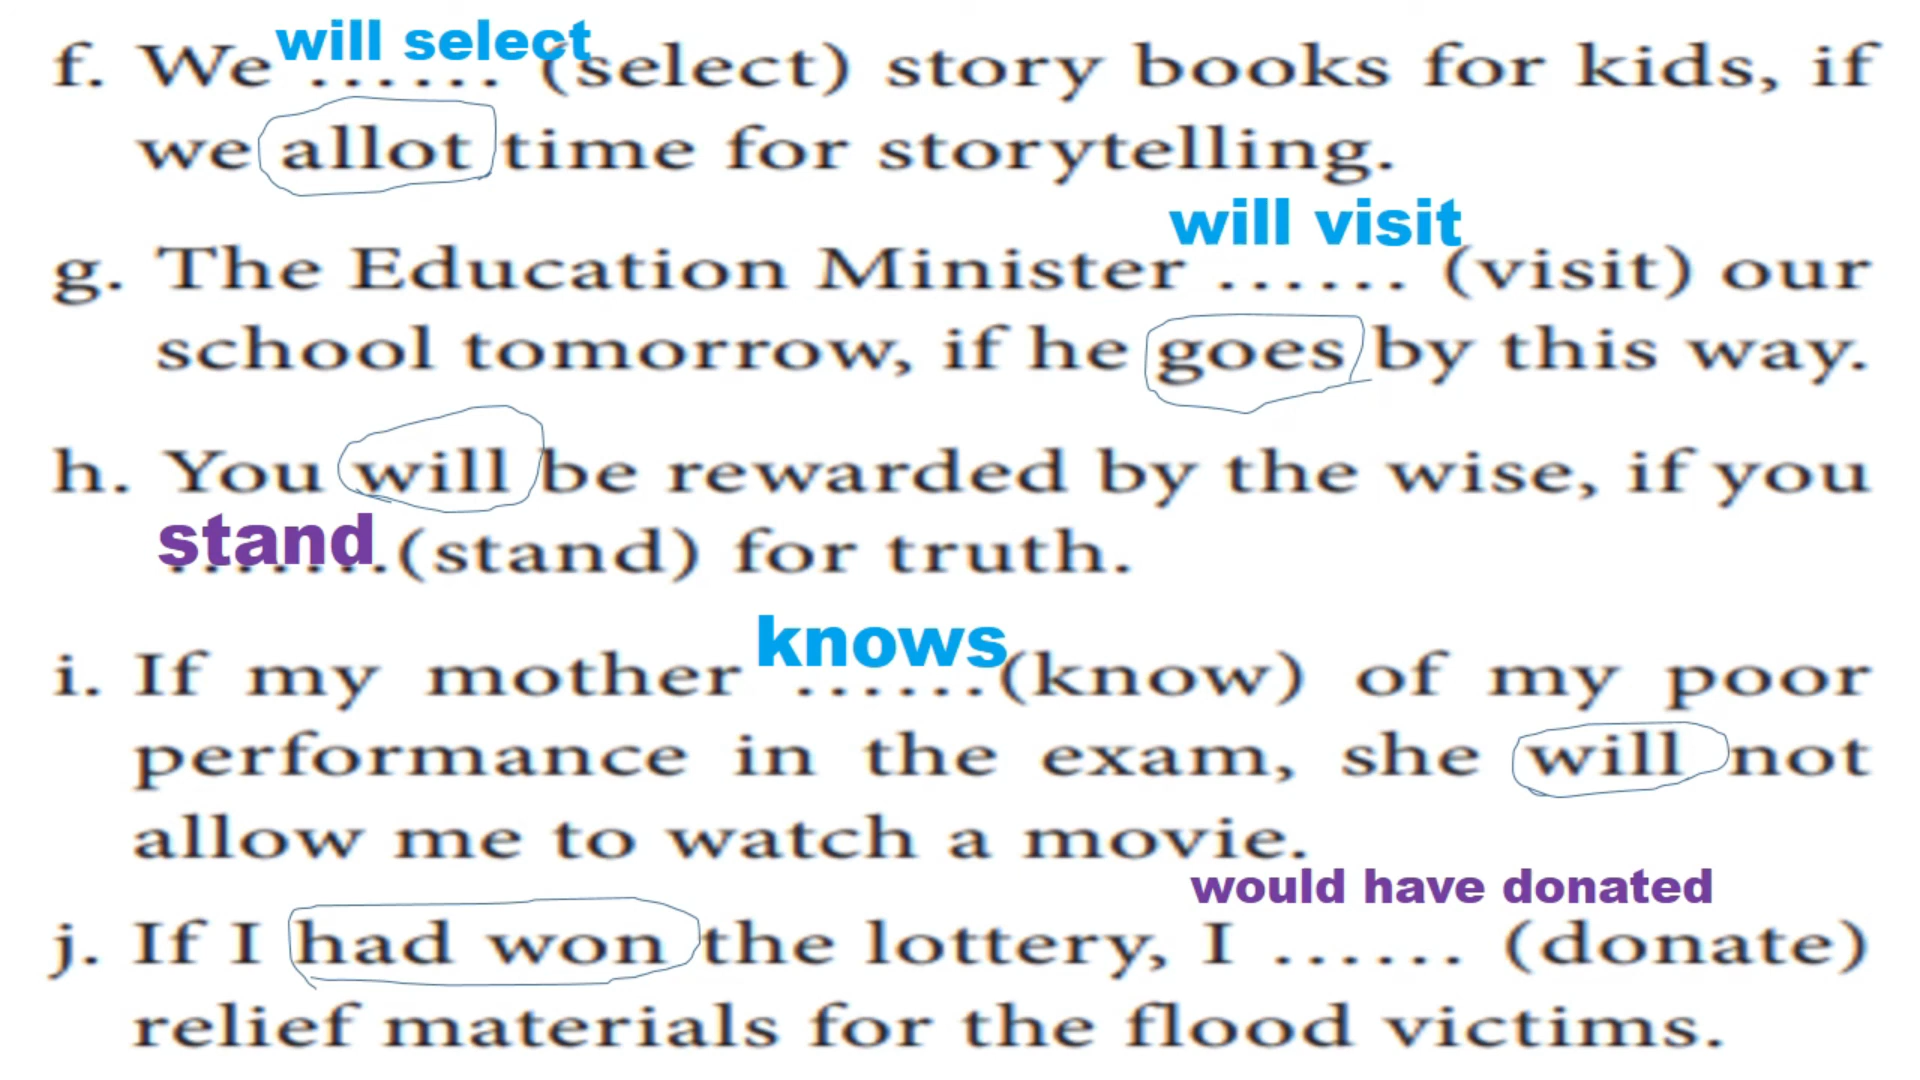 will select
f. We ...... (select) story books for kids, if
we allot time for storytelling.
will visit
g. The Education Minister ...... (visit) our
school tomorrow, if he goes by this way.
h. You will be rewarded by the wise, if you
stand
.......(stand) for truth.
knows
i. If my mother ......(know) of my poor
performance in the exam, she will not
allow me to watch a movie.
would have donated
j. If I had won the lottery, I ...... (donate)
relief materials for the flood victims.